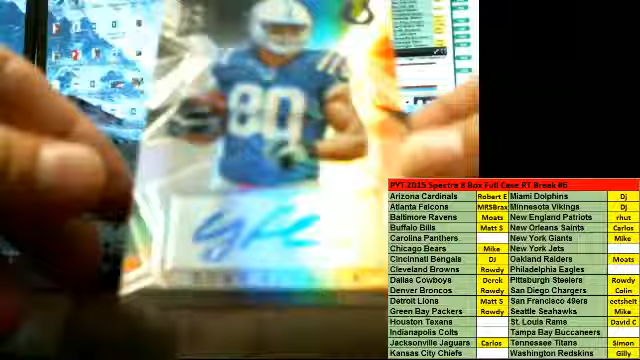 80
PYT 2015 Spectra 8 Box Full Case RT Break #6
Arizona Cardinals Robert E Miami Dolphins Dj
Atlanta Falcons MRSBrax Minnesota Vikings Dj
Baltimore Ravens Moats New England Patriots rhut
Buffalo Bills Matt S New Orleans Saints Carlos
Carolina Panthers New York Giants Mike
Chicago Bears Mike New York Jets
Cincinnati Bengals DJ Oakland Raiders Moats
Cleveland Browns Rowdy Philadelphia Eagles
Dallas Cowboys Derek Pittsburgh Steelers Rowdy
Denver Broncos Rowdy San Diego Chargers Colin
Detroit Lions Matt S San Francisco 49ers eetshelt
Green Bay Packers Rowdy Seattle Seahawks Mike
Houston Texans St. Louis Rams David C
Indianapolis Colts Tampa Bay Buccaneers
Jacksonville Jaguars Carlos Tennessee Titans Simon
Kansas City Chiefs Washington Redskins Gilly